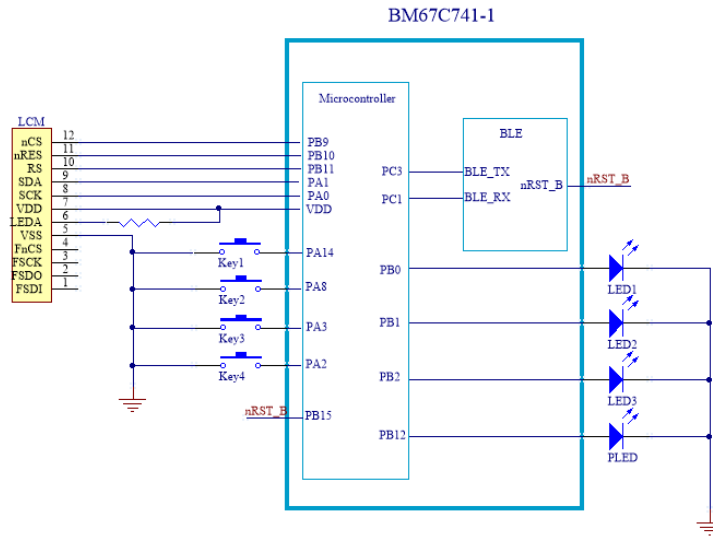 BM67C741-1
Microcontroller
LCM
nCS 12 PB9
nRES 11 PB10
RS 10 PB11
SDA 9 PA1
SCK 8 PA0
VDD 7 VDD
LEDA 6
VSS 5
FnCS 4
FSCK 3
FSDO 2
FSDI 1
BLE
PC3 BLE_TX
nRST_B nRST_B
PC1 BLE_RX
Key1 PA14
Key2 PA8
Key3 PA3
Key4 PA2
nRST_B PB15
PB0 LED1
PB1 LED2
PB2 LED3
PB12 PLED